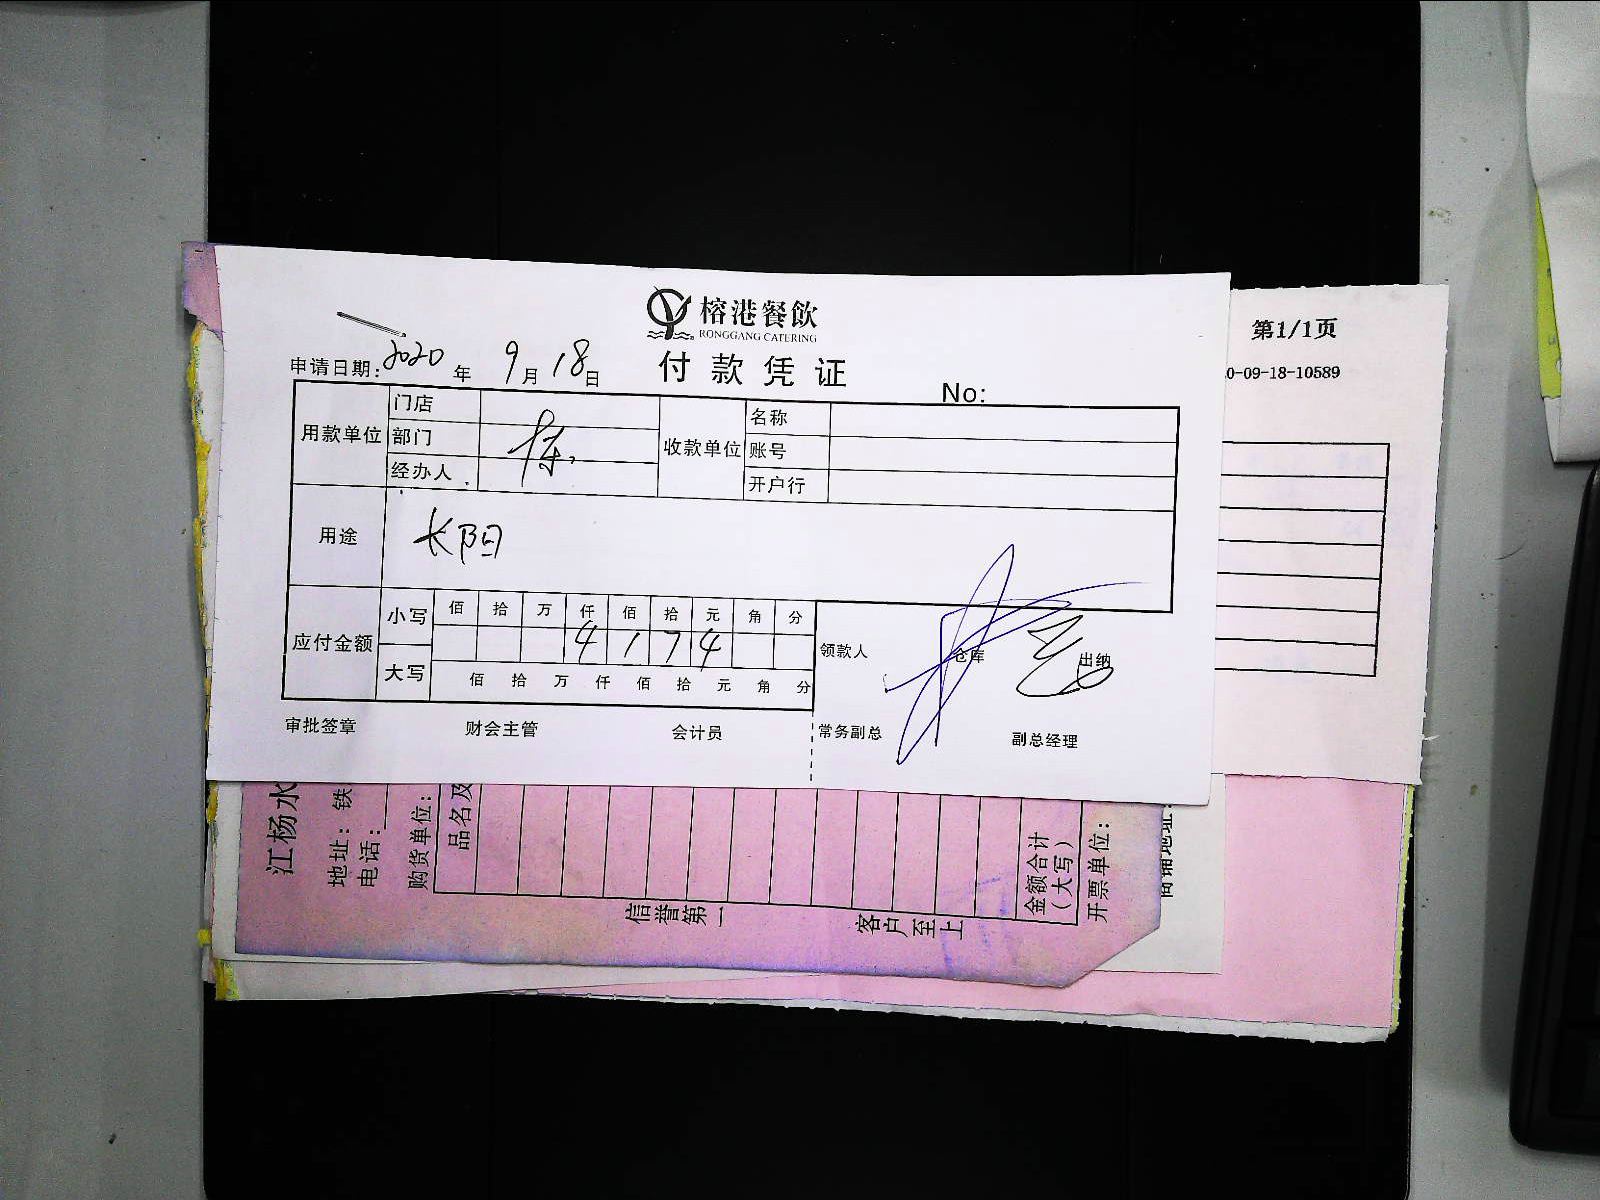 榕港餐飲
RONGGANG CATERING
付款凭证
申请日期: 2020 年 9 月 18 日
No:
用款单位 门店 收款单位 名称
部门 账号
经办人 开户行
用途 长阳
应付金额 小写 佰 拾 万 仟 佰 拾 元 角 分
4 1 7 4
大写 佰 拾 万 仟 佰 拾 元 角 分
领款人 仓库 出纳
审批签章 财会主管 会计员 常务副总 副总经理
第1/1页
0-09-18-10589
江杨水
地址: 铁
电话:
购货单位:
品名及
金额合计
(大写)
开票单位:
信誉第一 客户至上
商铺地址: